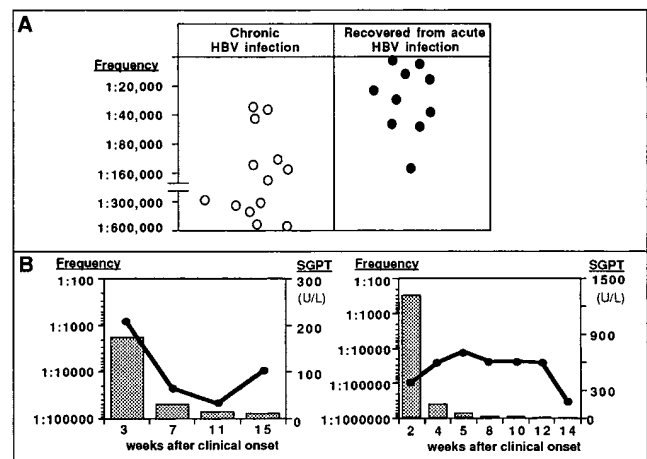 A
Chronic
HBV infection
Recovered from acute
HBV infection
Frequency
1:20,000
1:40,000
1:80,000
1:160,000
1:300,000
1:600,000
B
Frequency
SGPT
(U/L)
1:100
1:1000
1:10000
1:100000
300
200
100
0
3 7 11 15
weeks after clinical onset
Frequency
SGPT
(U/L)
1:100
1:1000
1:10000
1:100000
1:1000000
1500
1200
900
600
300
0
2 4 5 8 10 12 14
weeks after clinical onset